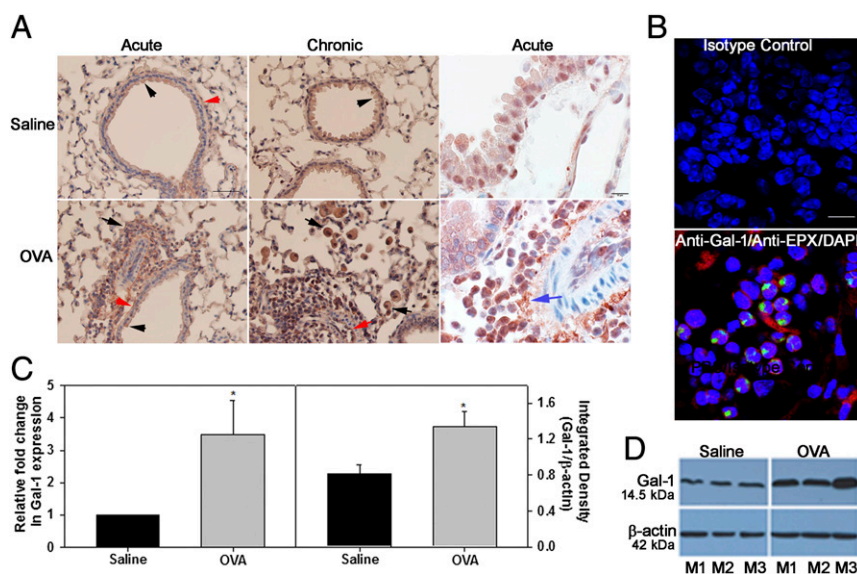 A
Acute
Chronic
Acute
Saline
OVA
B
Isotype Control
Anti-Gal-1/Anti-EPX/DAPI
C
Relative fold change
In Gal-1 expression
5
4
3
2
1
0
*
*
1.6
1.2
0.8
0.4
0.0
Integrated Density
(Gal-1/β-actin)
Saline
OVA
Saline
OVA
D
Saline
OVA
Gal-1
14.5 kDa
β-actin
42 kDa
M1 M2 M3 M1 M2 M3